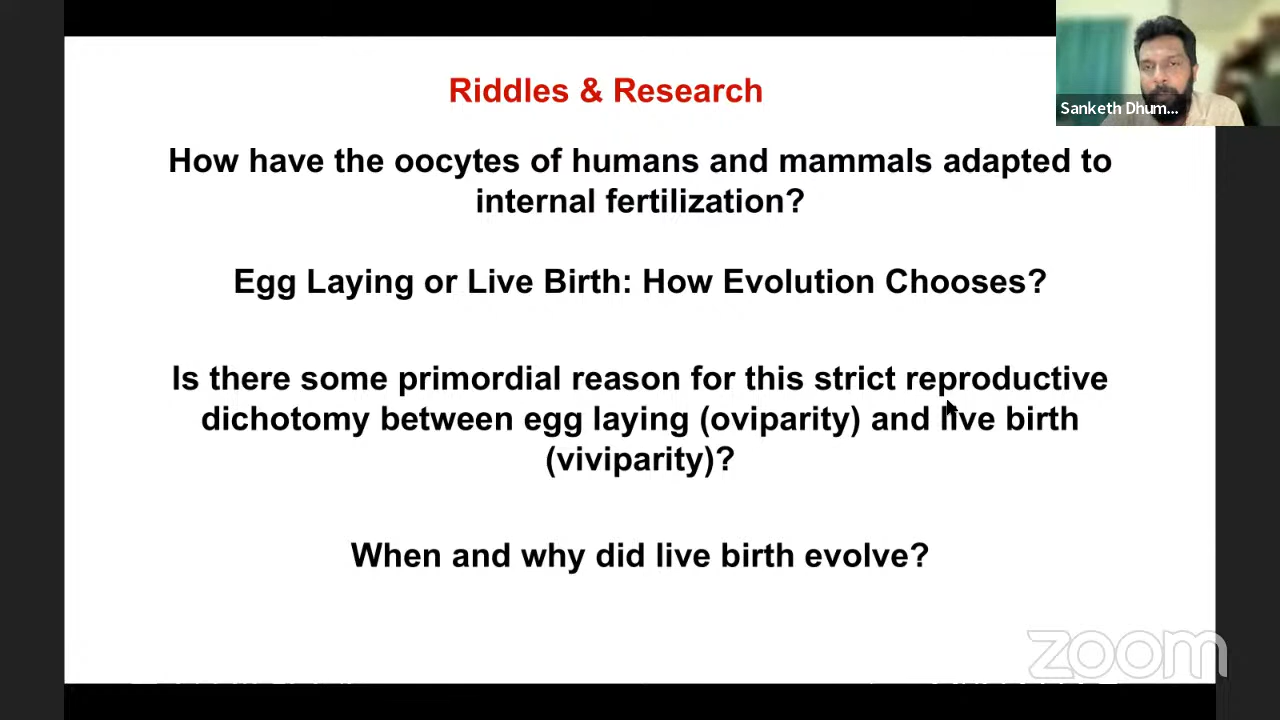 Riddles & Research
Sanketh Dhum...
How have the oocytes of humans and mammals adapted to
internal fertilization?
Egg Laying or Live Birth: How Evolution Chooses?
Is there some primordial reason for this strict reproductive
dichotomy between egg laying (oviparity) and live birth
(viviparity)?
When and why did live birth evolve?
zoom